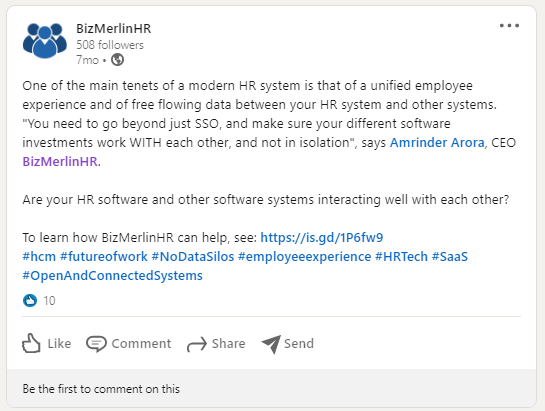 BizMerlinHR
508 followers
7mo •
One of the main tenets of a modern HR system is that of a unified employee
experience and of free flowing data between your HR system and other systems.
"You need to go beyond just SSO, and make sure your different software
investments work WITH each other, and not in isolation", says Amrinder Arora, CEO
BizMerlinHR.
Are your HR software and other software systems interacting well with each other?
To learn how BizMerlinHR can help, see: https://is.gd/1P6fw9
#hcm #futureofwork #NoDataSilos #employeeexperience #HRTech #SaaS
#OpenAndConnectedSystems
10
Like Comment Share Send
Be the first to comment on this